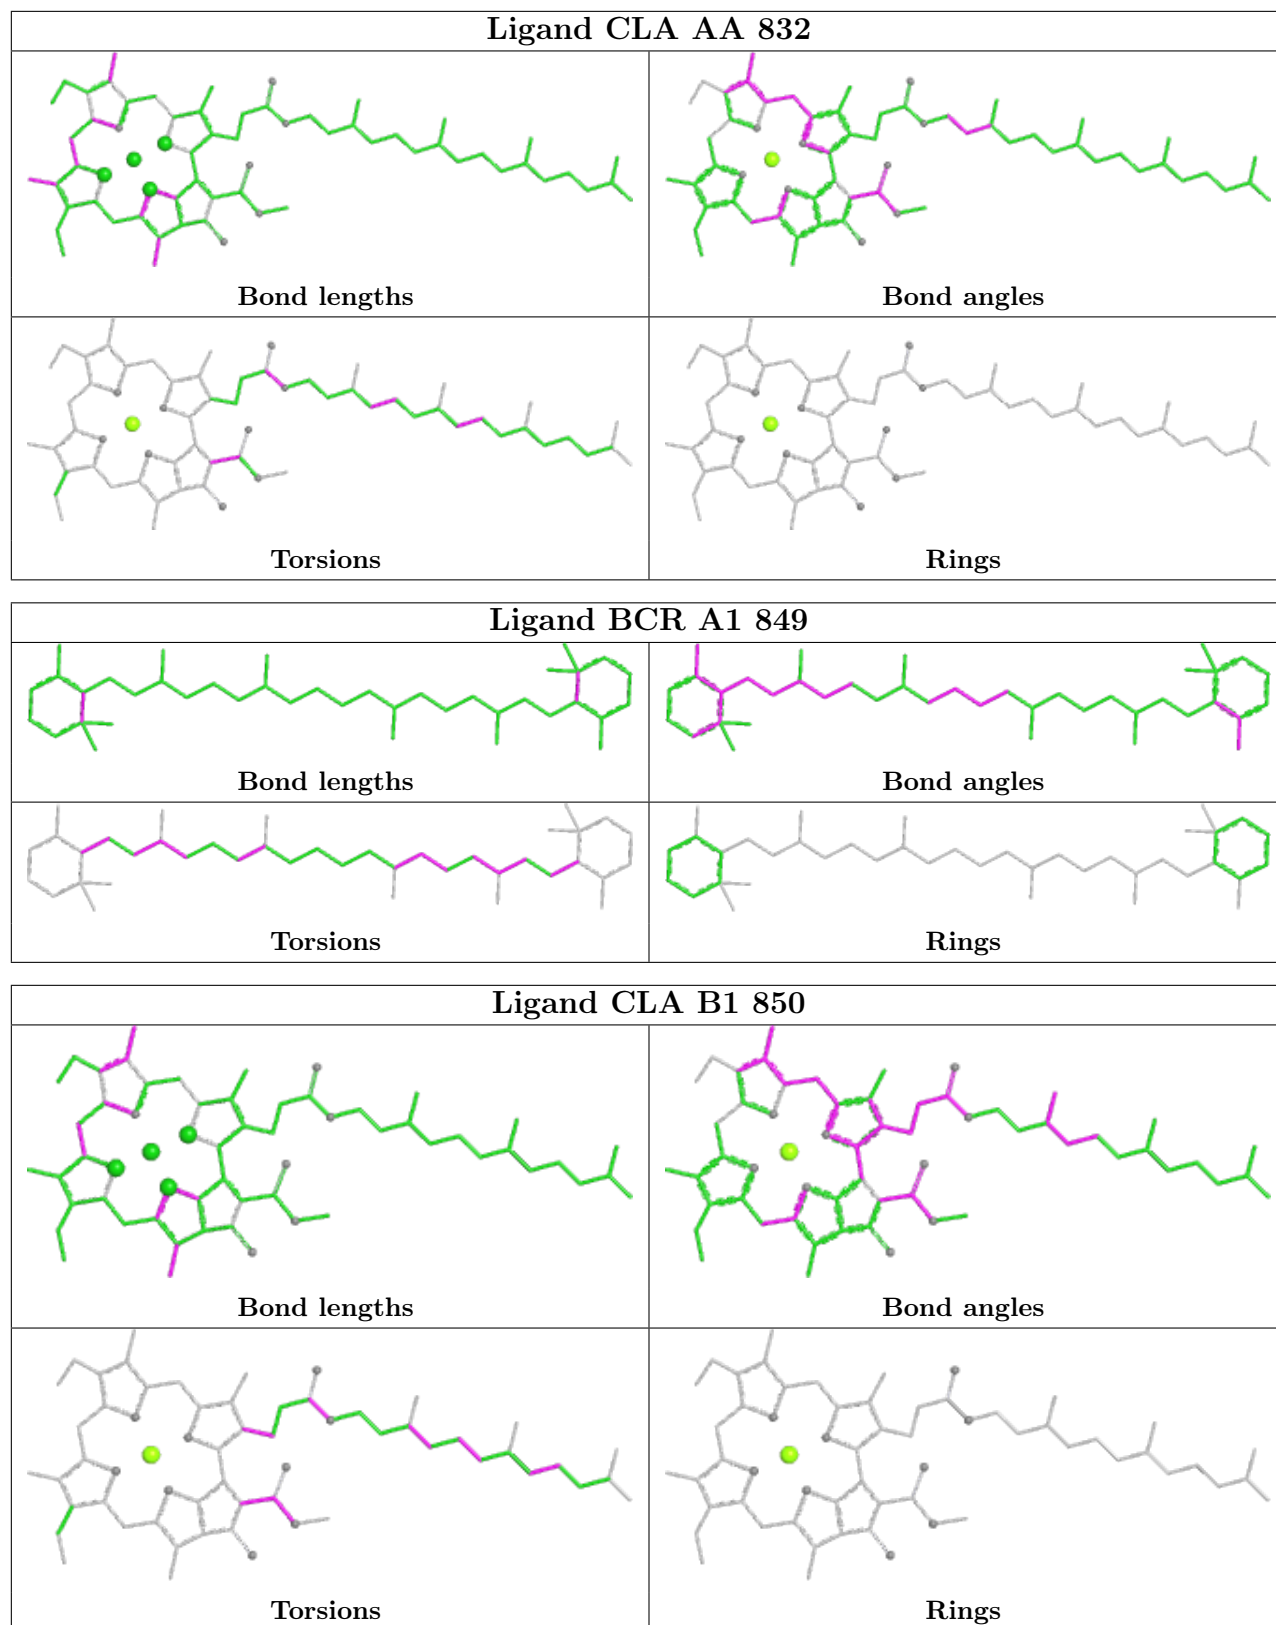 Ligand CLA AA 832
Bond lengths
Bond angles
Torsions
Rings
Ligand BCR A1 849
Bond lengths
Bond angles
Torsions
Rings
Ligand CLA B1 850
Bond lengths
Bond angles
Torsions
Rings